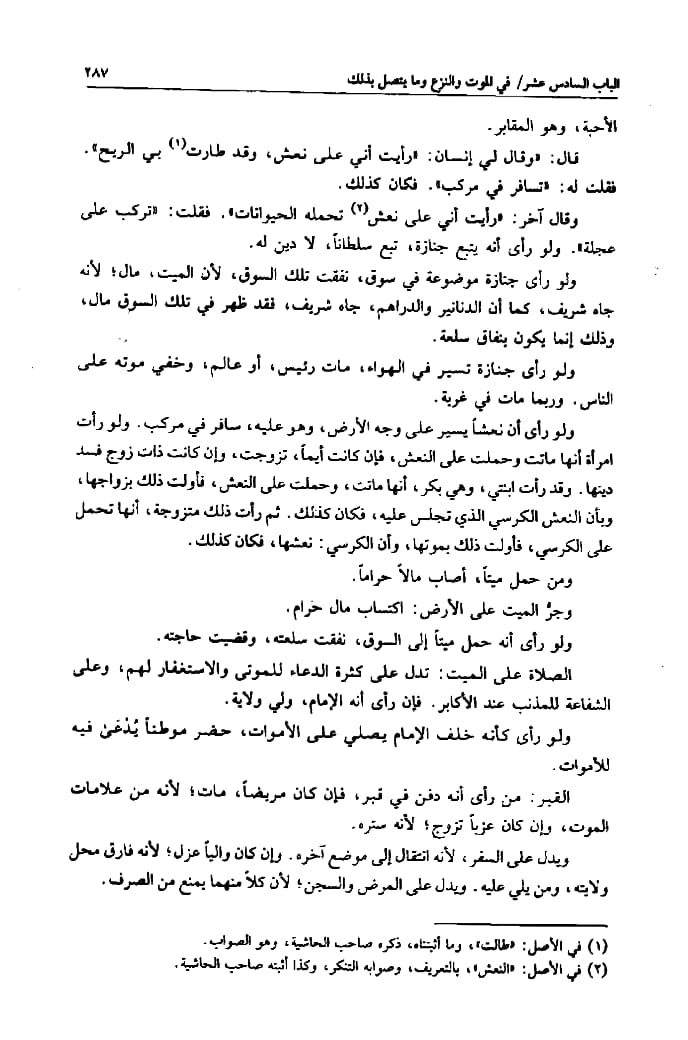 الباب السادس عشر/ في الموت والنزع وما يتصل بذلك ٢٨٧
الأحبة، وهو المقابر.
قال: «وقال لي إنسان: «رأيت أني على نعش، وقد طارت(١) بي الريح».
فقلت له: «تسافر في مركب». فكان كذلك.
وقال آخر: «رأيت أني على نعش(٢) تحمله الحيوانات». فقلت: «تركب على
عجلة». ولو رأى أنه يتبع جنازة، تبع سلطاناً، لا دين له.
ولو رأى جنازة موضوعة في سوق، نفقت تلك السوق، لأن الميت، مال؛ لأنه
جاه شريف، كما أن الدنانير والدراهم، جاه شريف، فقد ظهر في تلك السوق مال،
وذلك إنما يكون بنفاق سلعة.
ولو رأى جنازة تسير في الهواء، مات رئيس، أو عالم، وخفي موته على
الناس. وربما مات في غربة.
ولو رأى أن نعشاً يسير على وجه الأرض، وهو عليه، سافر في مركب. ولو رأت
امرأة أنها ماتت وحملت على النعش، فإن كانت أيماً، تزوجت، وإن كانت ذات زوج فسد
دينها. وقد رأت ابنتي، وهي بكر، أنها ماتت، وحملت على النعش، فأولت ذلك بزواجها،
وبأن النعش الكرسي الذي تجلس عليه، فكان كذلك. ثم رأت ذلك متزوجة، أنها تحمل
على الكرسي، فأولت ذلك بموتها، وأن الكرسي: نعشها، فكان كذلك.
ومن حمل ميتاً، أصاب مالاً حراماً.
وجرُّ الميت على الأرض: اكتساب مال حرام.
ولو رأى أنه حمل ميتاً إلى السوق، نفقت سلعته، وقضيت حاجته.
الصلاة على الميت: تدل على كثرة الدعاء للموتى والاستغفار لهم، وعلى
الشفاعة للمذنب عند الأكابر. فإن رأى أنه الإمام، ولي ولاية.
ولو رأى كأنه خلف الإمام يصلي على الأموات، حضر موطناً يُدْعَىٰ فيه
للأموات.
القبر: من رأى أنه دفن في قبر، فإن كان مريضاً، مات؛ لأنه من علامات
الموت، وإن كان عزباً تزوج؛ لأنه ستره.
ويدل على السفر، لأنه انتقال إلى موضع آخره. وإن كان والياً عزل؛ لأنه فارق محل
ولايته، ومن يلي عليه. ويدل على المرض والسجن؛ لأن كلاً منهما يمنع من الصرف.
(١) في الأصل: «طالت»، وما أثبتناه، ذكره صاحب الحاشية، وهو الصواب.
(٢) في الأصل: «النعش»، بالتعريف، وصوابه التنكر، وكذا أثبته صاحب الحاشية.